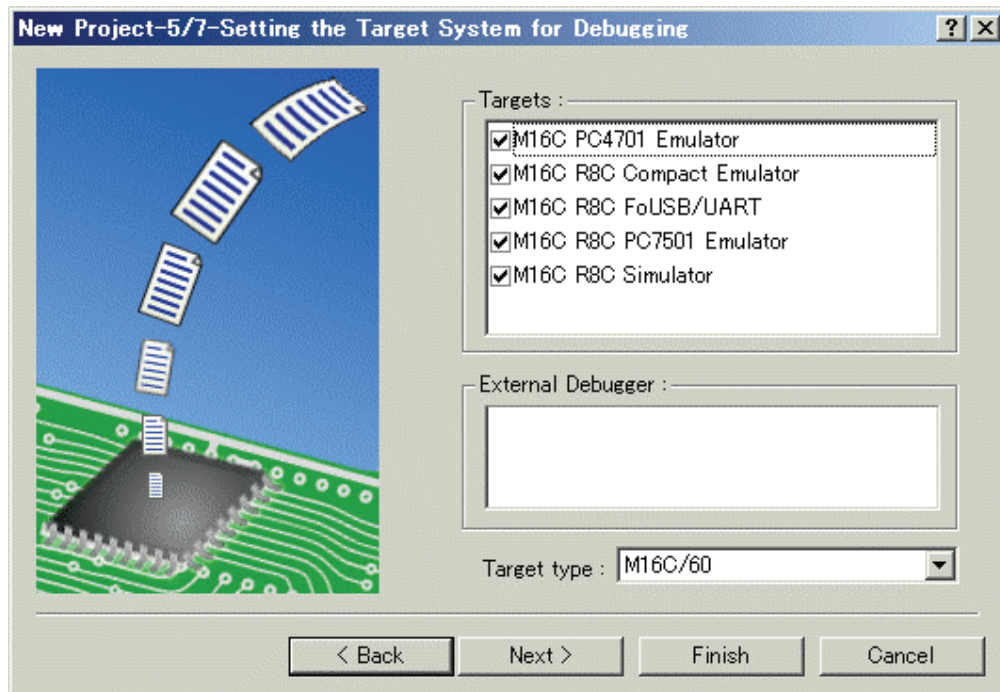 New Project-5/7-Setting the Target System for Debugging
Targets :
M16C PC4701 Emulator
M16C R8C Compact Emulator
M16C R8C FoUSB/UART
M16C R8C PC7501 Emulator
M16C R8C Simulator
External Debugger :
Target type : M16C/60
< Back Next > Finish Cancel